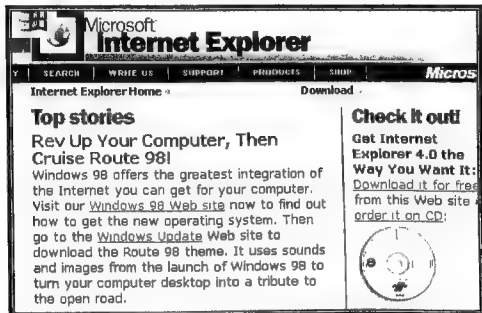 Microsoft
Internet Explorer
SEARCH | WRITE US | SUPPORT | PRODUCTS | SHOP | Micros
Internet Explorer Home
Download
Top stories
Rev Up Your Computer, Then
Cruise Route 98!
Windows 98 offers the greatest integration of
the Internet you can get for your computer.
Visit our Windows 98 Web site now to find out
how to get the new operating system. Then
go to the Windows Update Web site to
download the Route 98 theme. It uses sounds
and images from the launch of Windows 98 to
turn your computer desktop into a tribute to
the open road.
Check It out!
Get Internet
Explorer 4.0 the
Way You Want It:
Download it for free
from this Web site
order it on CD: